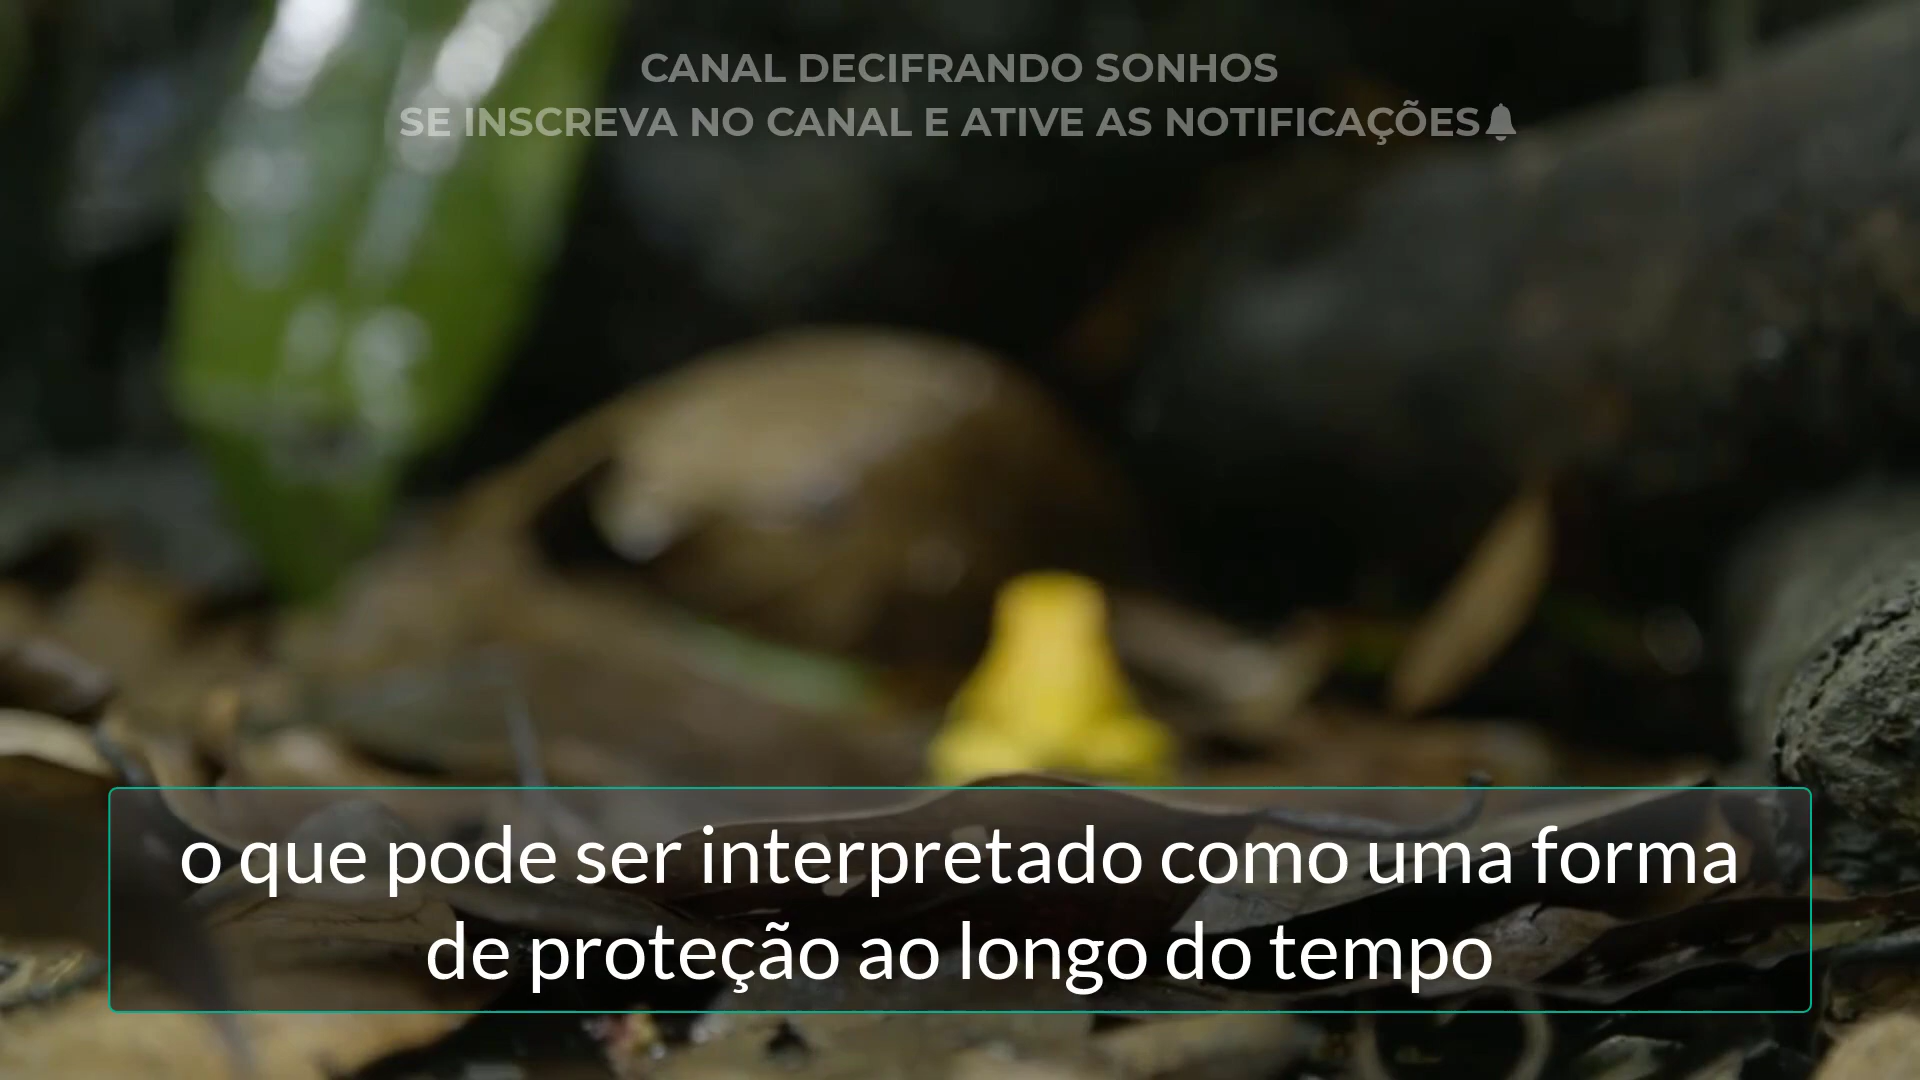 CANAL DECIFRANDO SONHOS
SE INSCREVA NO CANAL E ATIVE AS NOTIFICAÇÕES
o que pode ser interpretado como uma forma
de proteção ao longo do tempo